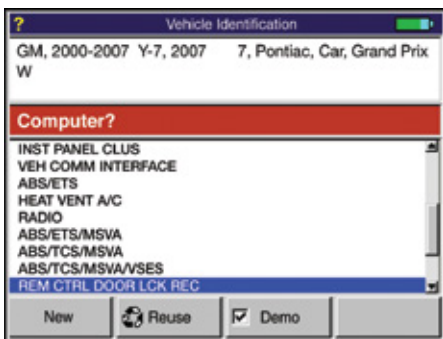 ? Vehicle Identification
GM, 2000-2007 Y-7, 2007 7, Pontiac, Car, Grand Prix
W
Computer?
INST PANEL CLUS
VEH COMM INTERFACE
ABS/ETS
HEAT VENT A/C
RADIO
ABS/ETS/MSVA
ABS/TCS/MSVA
ABS/TCS/MSVA/VSES
REM CTRL DOOR LCK REC
New Reuse Demo